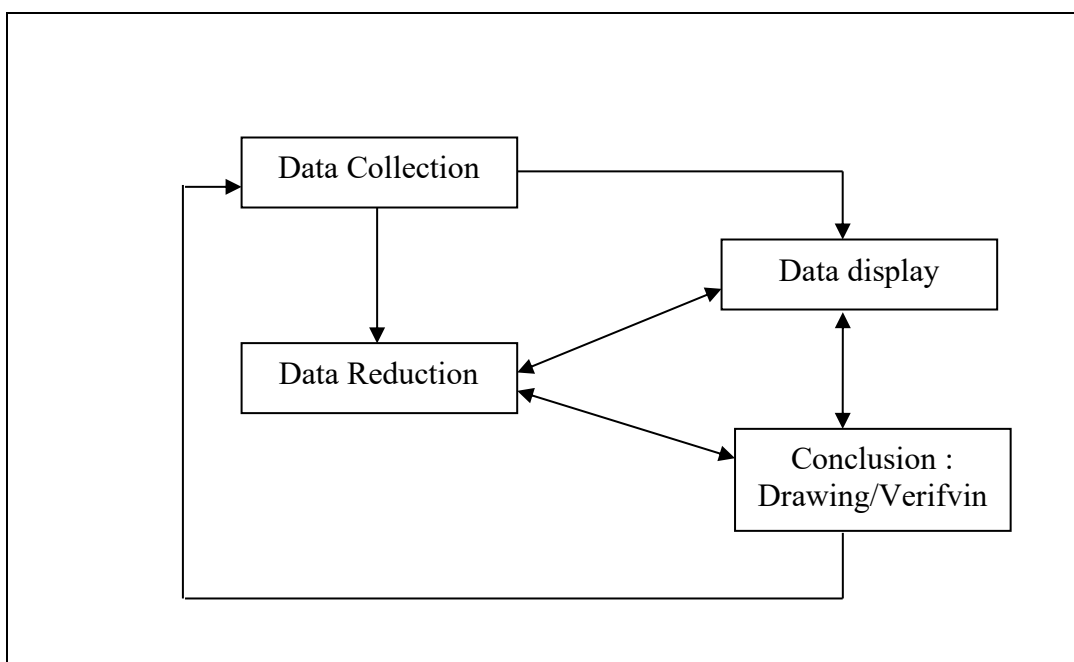 Data Collection
Data display
Data Reduction
Conclusion :
Drawing/Verifvin